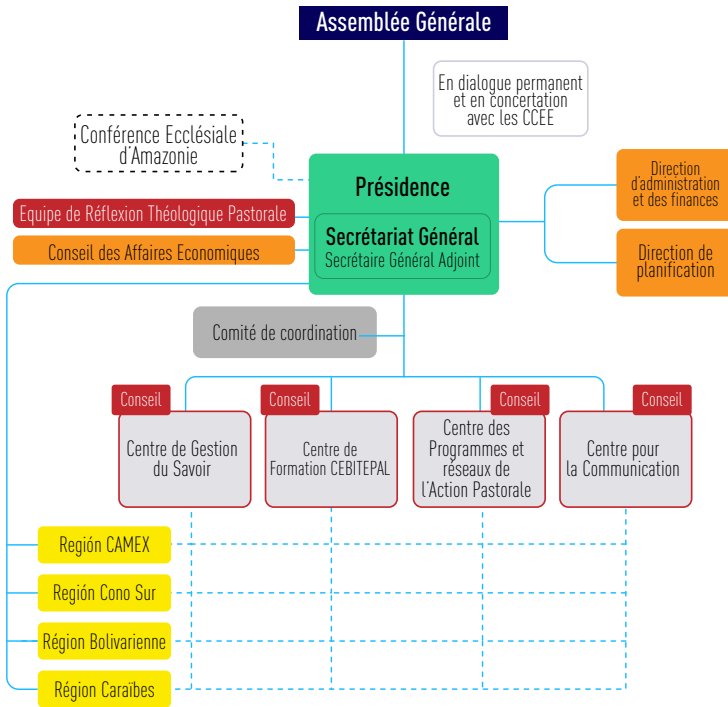 Assemblée Générale
En dialogue permanent
et en concertation
avec les CCEE
Conférence Ecclésiale
d'Amazonie
Présidence
Secrétariat Général
Secrétaire Général Adjoint
Equipe de Réflexion Théologique Pastorale
Conseil des Affaires Economiques
Direction
d'administration
et des finances
Direction de
planification
Comité de coordination
Conseil
Centre de Gestion
du Savoir
Conseil
Centre de
Formation CEBITEPAL
Conseil
Centre des
Programmes et
réseaux de
l'Action Pastorale
Conseil
Centre pour
la Communication
Región CAMEX
Región Cono Sur
Région Bolivarienne
Région Caraïbes